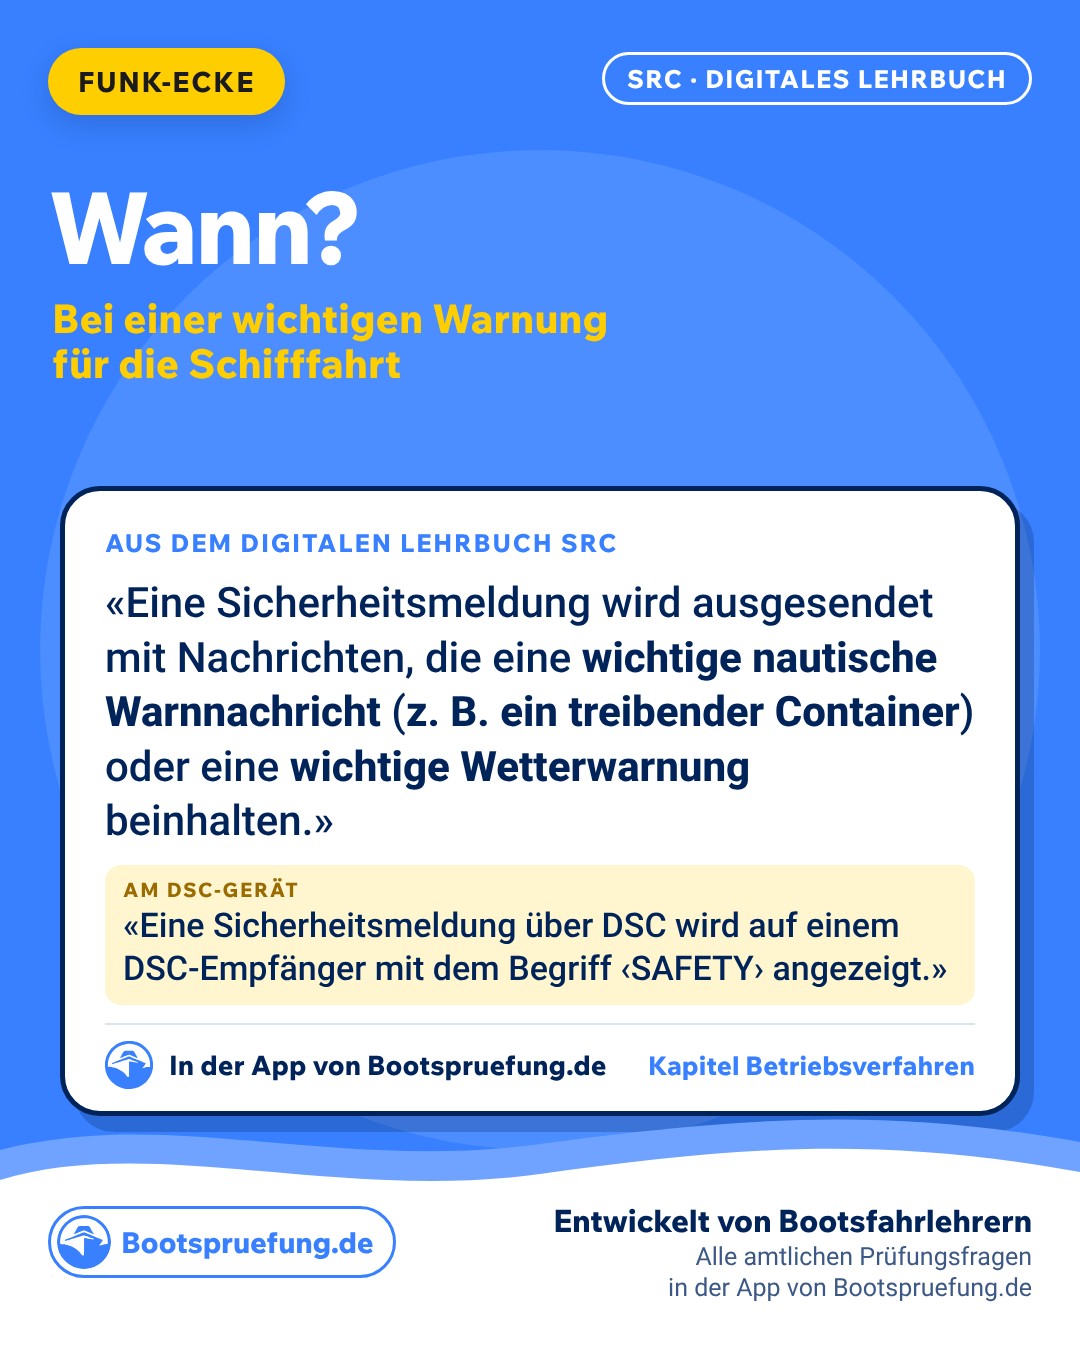 FUNK-ECKE
SRC · DIGITALES LEHRBUCH
Wann?
Bei einer wichtigen Warnung
für die Schifffahrt
AUS DEM DIGITALEN LEHRBUCH SRC
«Eine Sicherheitsmeldung wird ausgesendet
mit Nachrichten, die eine wichtige nautische
Warnnachricht (z. B. ein treibender Container)
oder eine wichtige Wetterwarnung
beinhalten.»
AM DSC-GERÄT
«Eine Sicherheitsmeldung über DSC wird auf einem
DSC-Empfänger mit dem Begriff ‹SAFETY› angezeigt.»
In der App von Bootspruefung.de
Kapitel Betriebsverfahren
Bootspruefung.de
Entwickelt von Bootsfahrlehrern
Alle amtlichen Prüfungsfragen
in der App von Bootspruefung.de